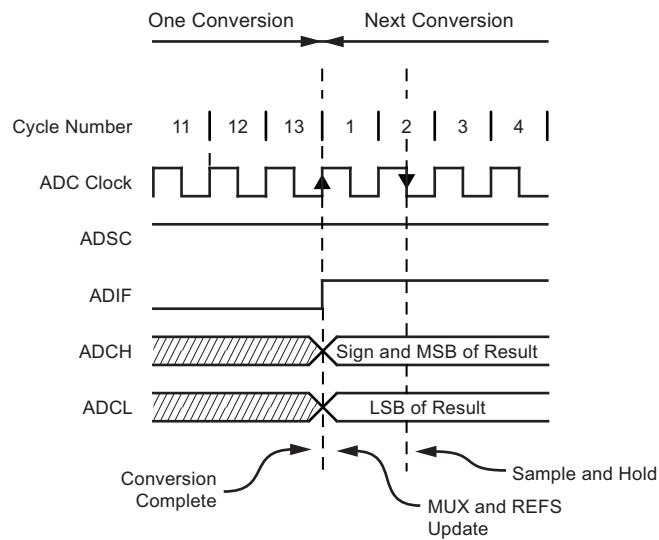 One Conversion Next Conversion
Cycle Number 11 12 13 1 2 3 4
ADC Clock
ADSC
ADIF
ADCH Sign and MSB of Result
ADCL LSB of Result
Conversion
Complete
Sample and Hold
MUX and REFS
Update